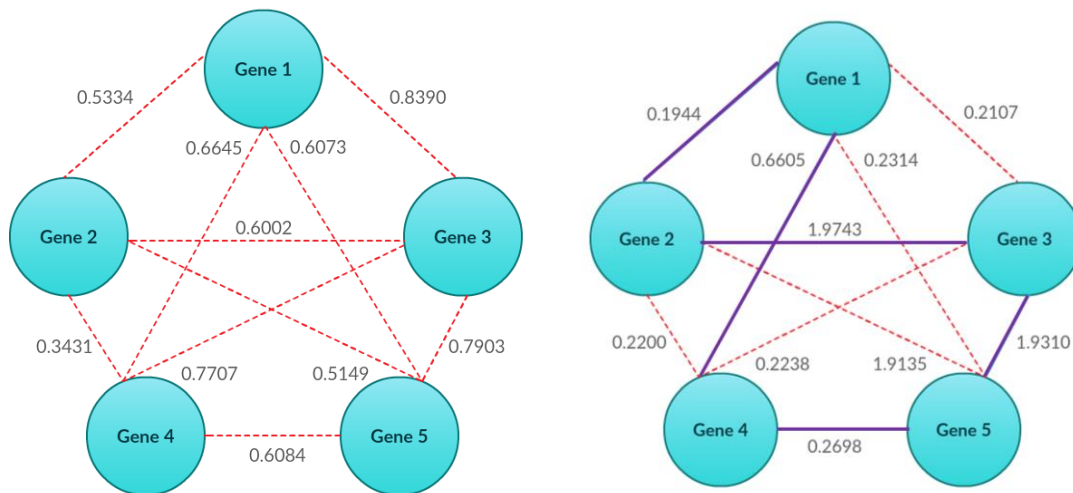 Gene 1
0.5334
0.8390
0.6645
0.6073
Gene 2
0.6002
Gene 3
0.3431
0.7903
0.7707
0.5149
Gene 4
0.6084
Gene 5
Gene 1
0.1944
0.2107
0.6605
0.2314
Gene 2
1.9743
Gene 3
0.2200
1.9310
0.2238
1.9135
Gene 4
0.2698
Gene 5